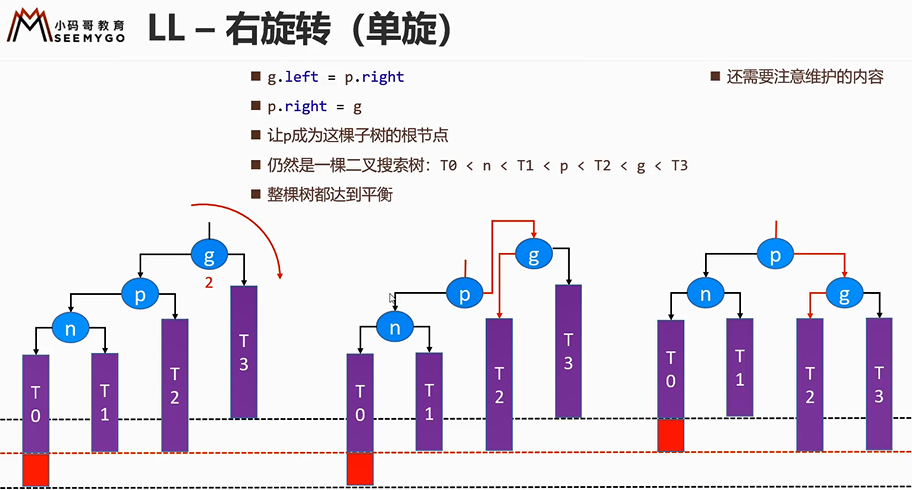 小码哥教育
SEEMYGO
LL – 右旋转（单旋）
■ g.left = p.right
■ p.right = g
■ 让p成为这棵子树的根节点
■ 仍然是一棵二叉搜索树：T0 < n < T1 < p < T2 < g < T3
■ 整棵树都达到平衡
■ 还需要注意维护的内容
g
2
p
n
T0
T1
T2
T3
g
p
n
T0
T1
T2
T3
p
n
g
T0
T1
T2
T3